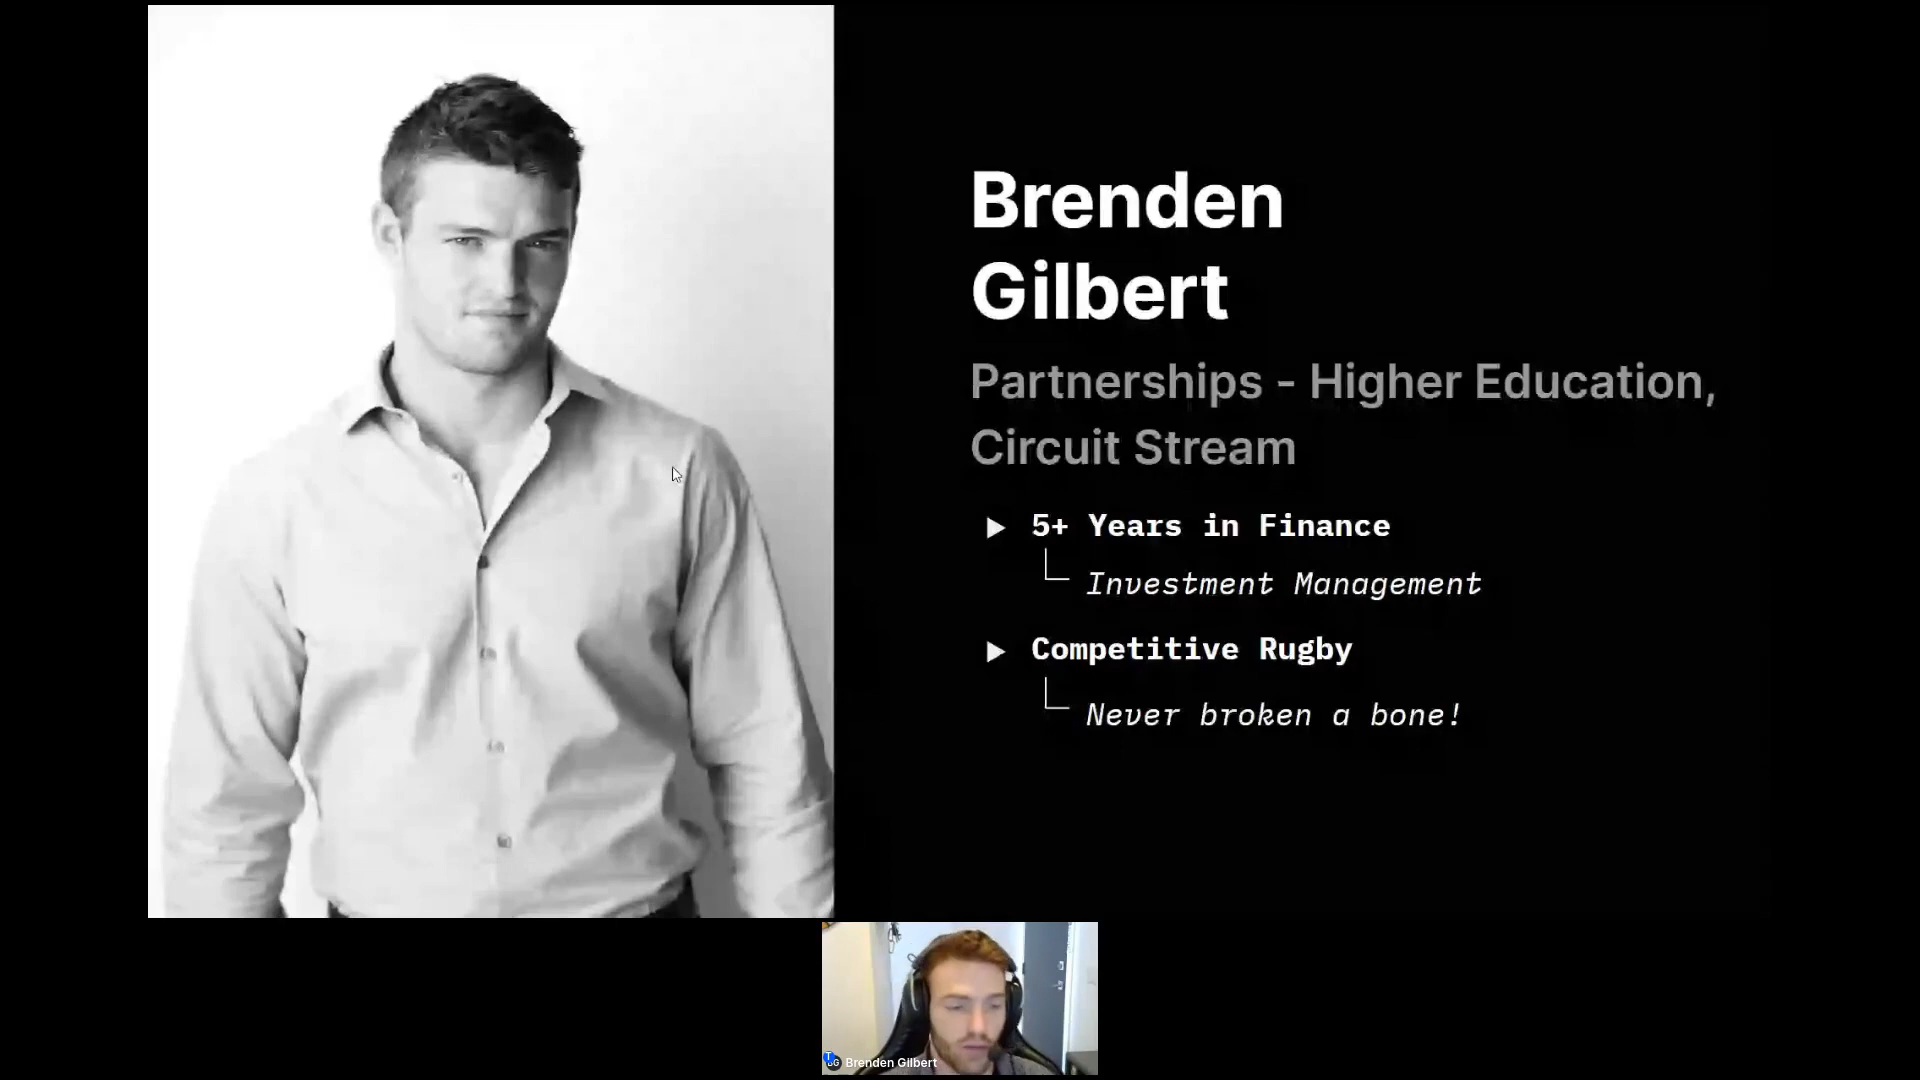 Brenden
Gilbert
Partnerships - Higher Education,
Circuit Stream
5+ Years in Finance
Investment Management
Competitive Rugby
Never broken a bone!
T
BG
Brenden Gilbert